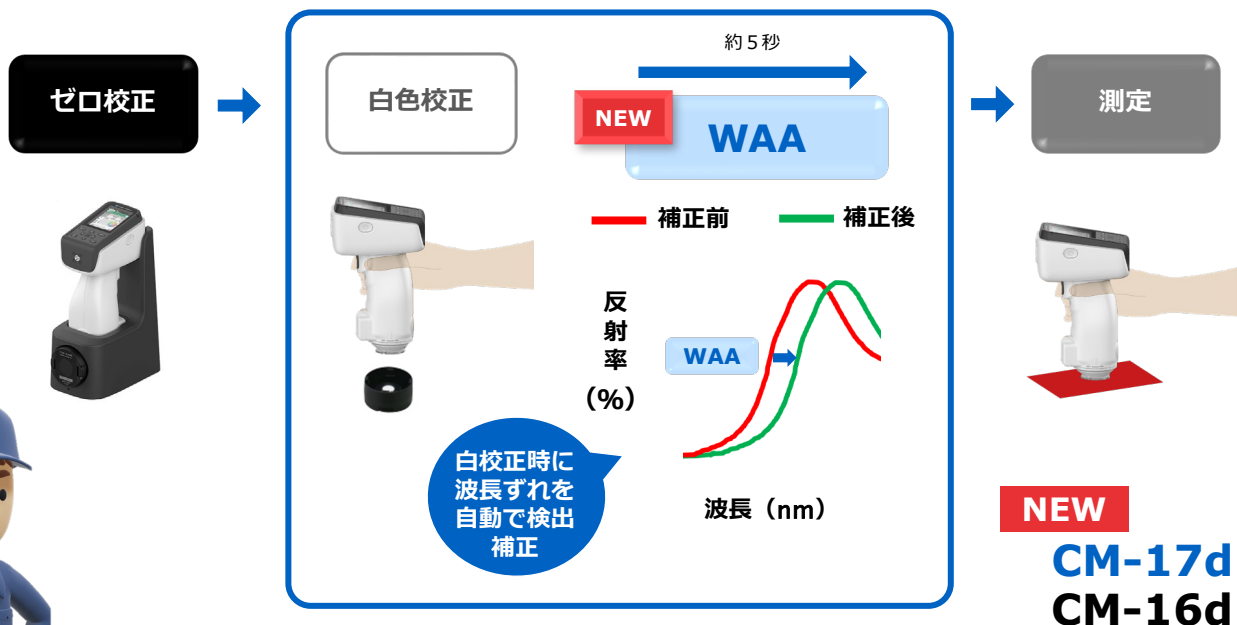 約5秒
ゼロ校正
白色校正
NEW
WAA
測定
補正前
補正後
反射率
(%)
WAA
白校正時に
波長ずれを
自動で検出
補正
波長（nm）
NEW
CM-17d
CM-16d